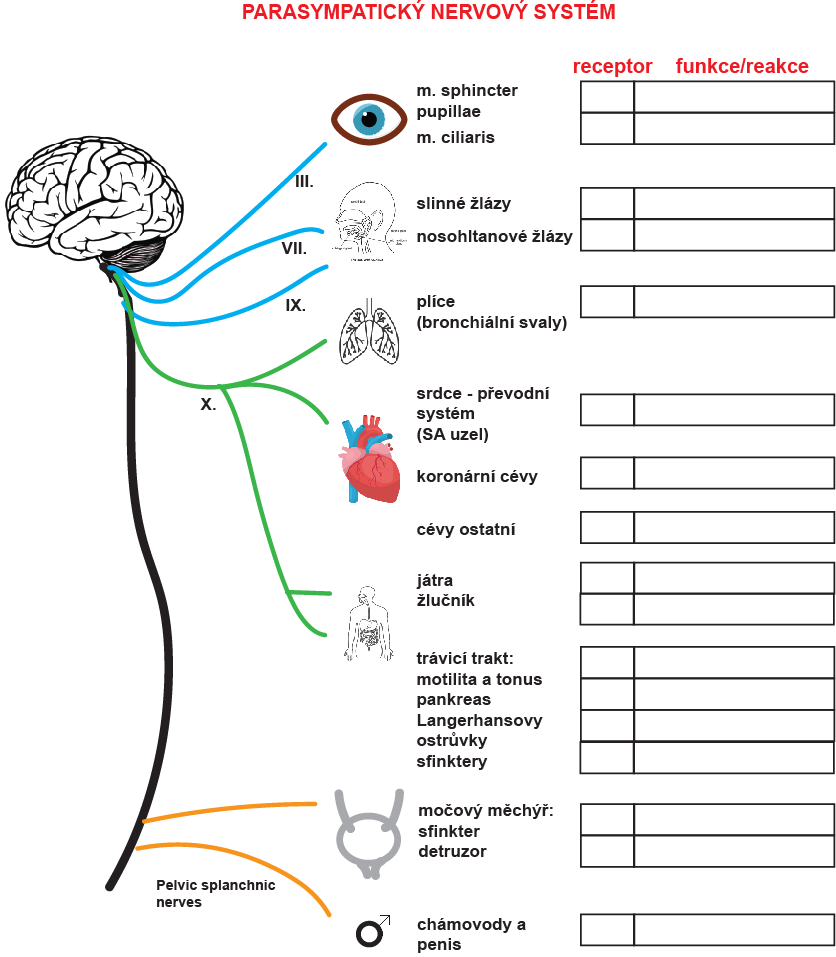 PARASYMPATICKÝ NERVOVÝ SYSTÉM
receptor funkce/reakce
m. sphincter
pupillae
m. ciliaris
III.
slinné žlázy
nosohltanové žlázy
VII.
IX.
plíce
(bronchiální svaly)
X.
srdce - převodní
systém
(SA uzel)
koronární cévy
cévy ostatní
játra
žlučník
trávicí trakt:
motilita a tonus
pankreas
Langerhansovy
ostrůvky
sfinktery
močový měchýř:
sfinkter
detruzor
Pelvic splanchnic
nerves
chámovody a
penis